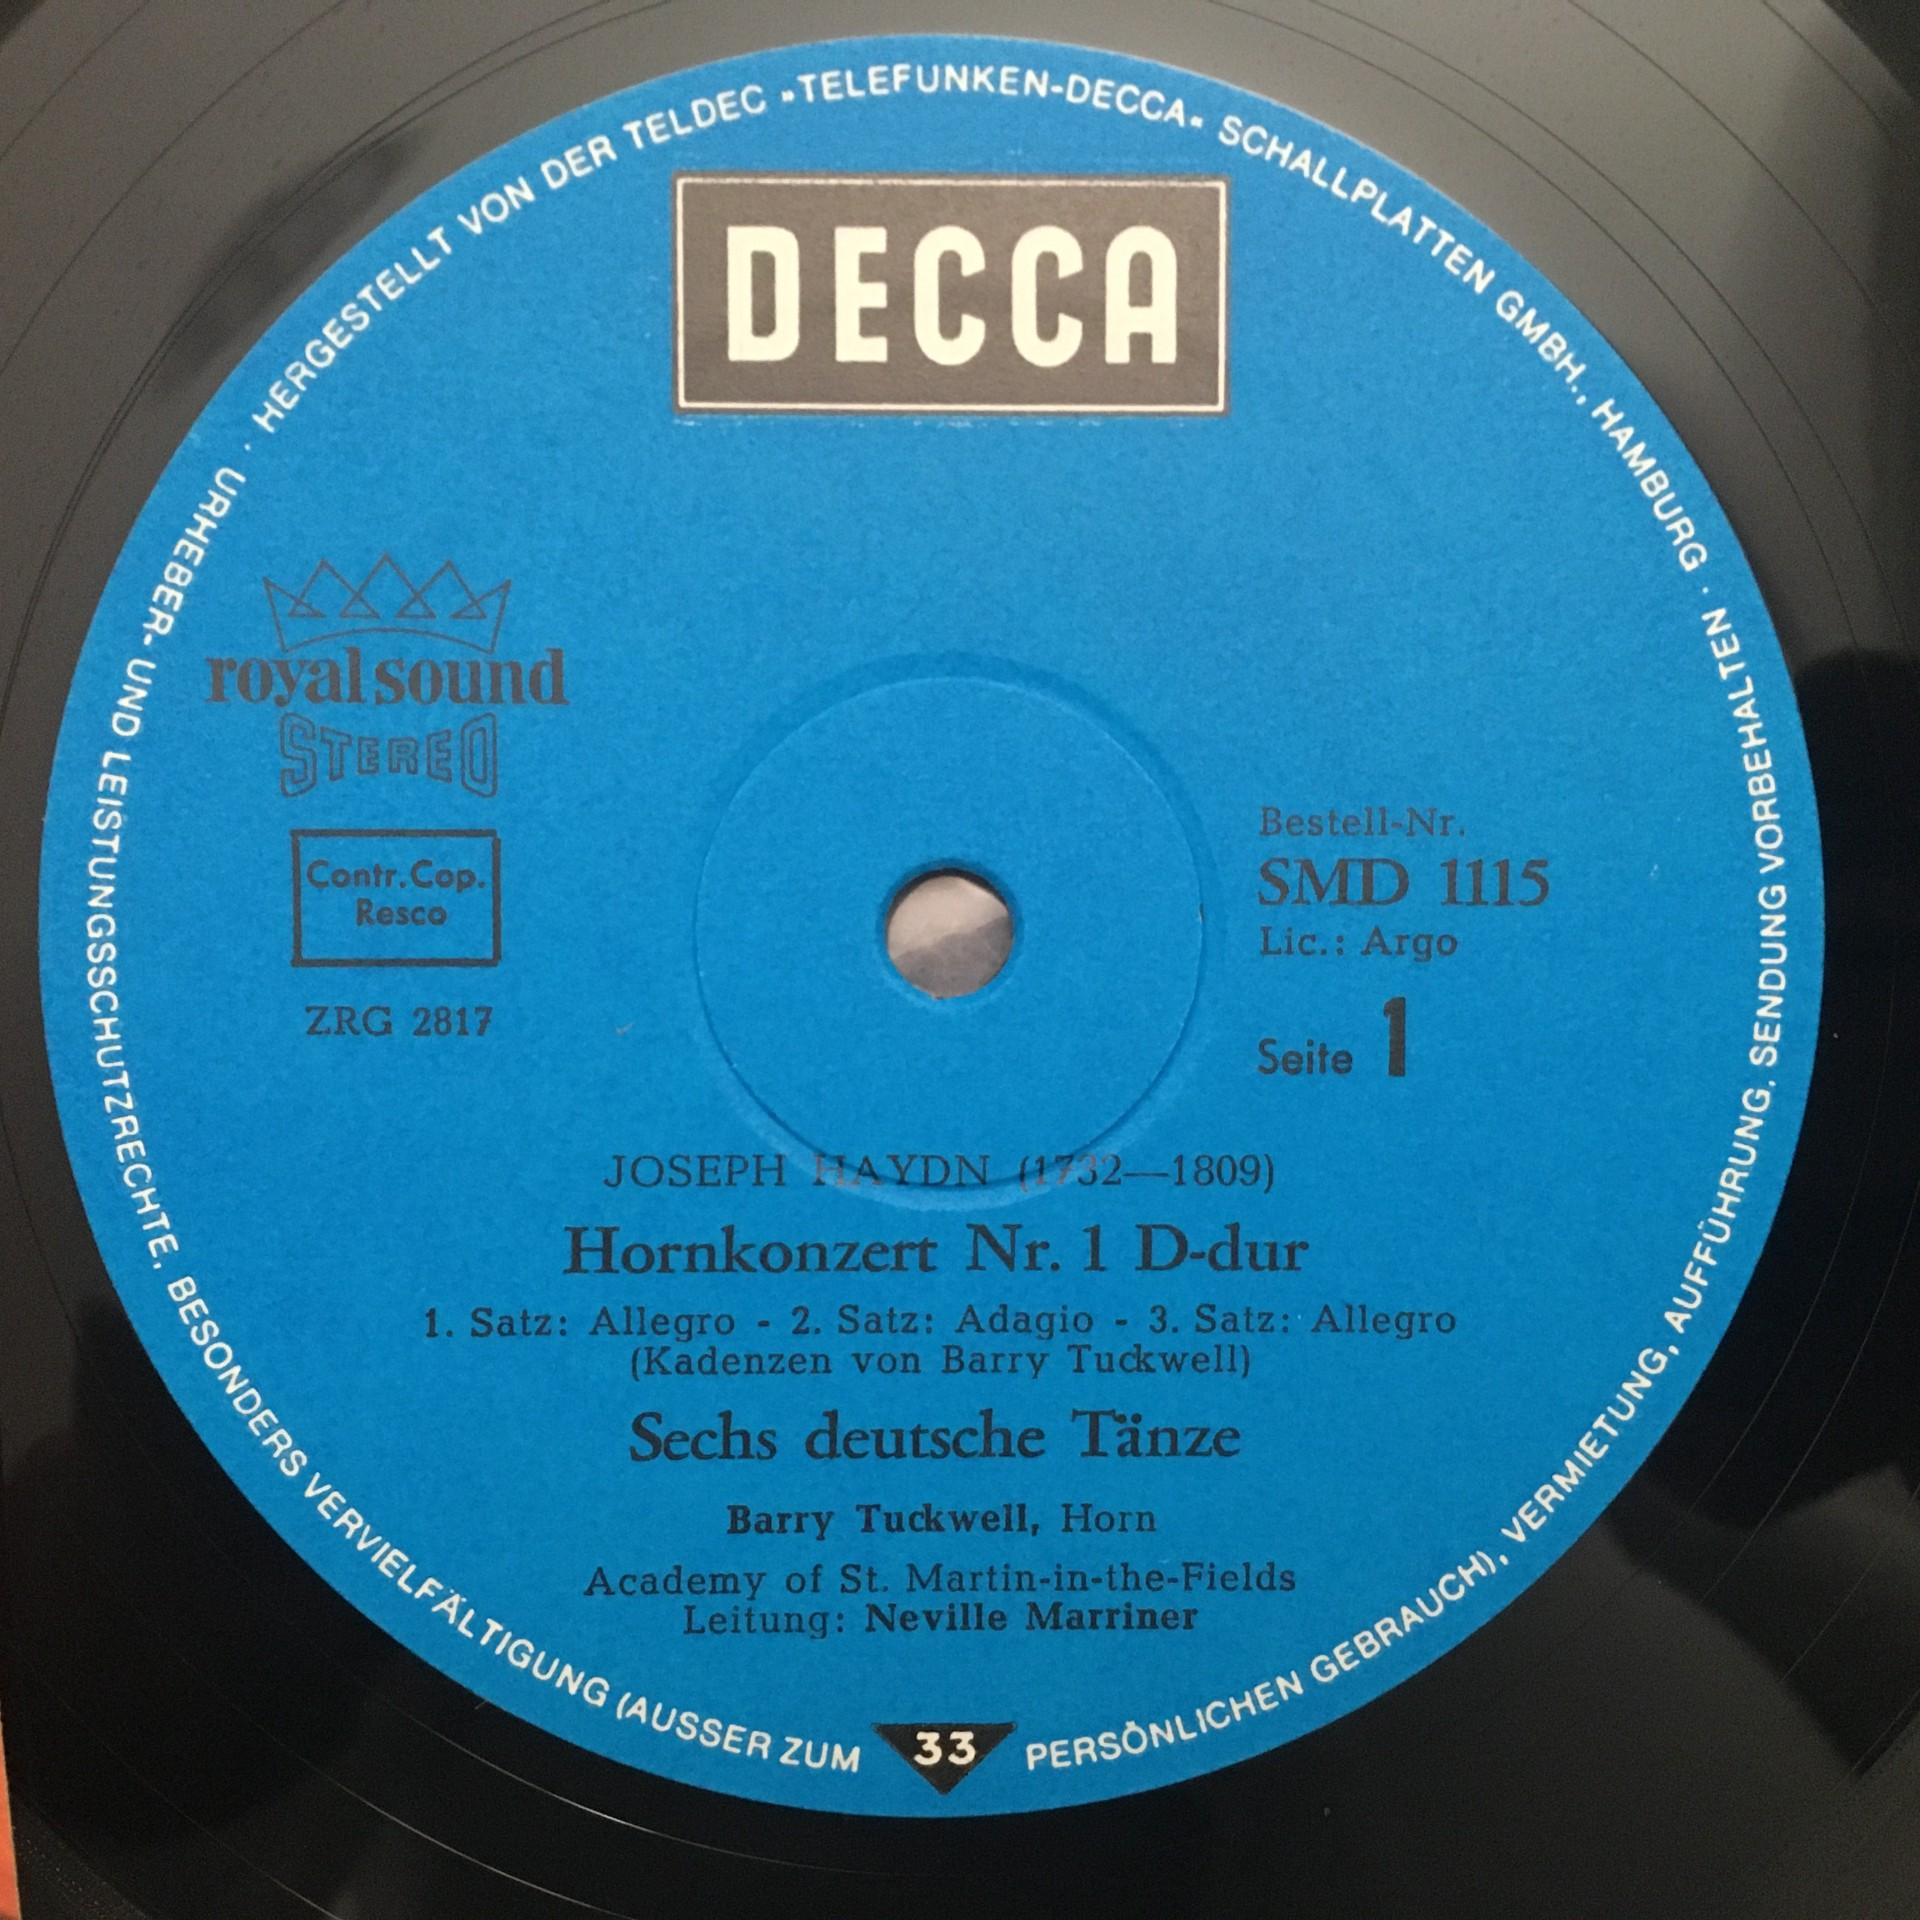 HERGESTELLT VON DER TELDEC »TELEFUNKEN-DECCA« SCHALLPLATTEN GMBH., HAMBURG ·
URHEBER- UND LEISTUNGSSCHUTZRECHTE, BESONDERS VERVIELFÄLTIGUNG (AUSSER ZUM PERSÖNLICHEN GEBRAUCH), VERMIETUNG, AUFFÜHRUNG, SENDUNG VORBEHALTEN ·
DECCA
royal sound
STEREO
Contr. Cop.
Resco
ZRG 2817
Bestell-Nr.
SMD 1115
Lic.: Argo
Seite 1
JOSEPH HAYDN (1732—1809)
Hornkonzert Nr. 1 D-dur
1. Satz: Allegro - 2. Satz: Adagio - 3. Satz: Allegro
(Kadenzen von Barry Tuckwell)
Sechs deutsche Tänze
Barry Tuckwell, Horn
Academy of St. Martin-in-the-Fields
Leitung: Neville Marriner
33